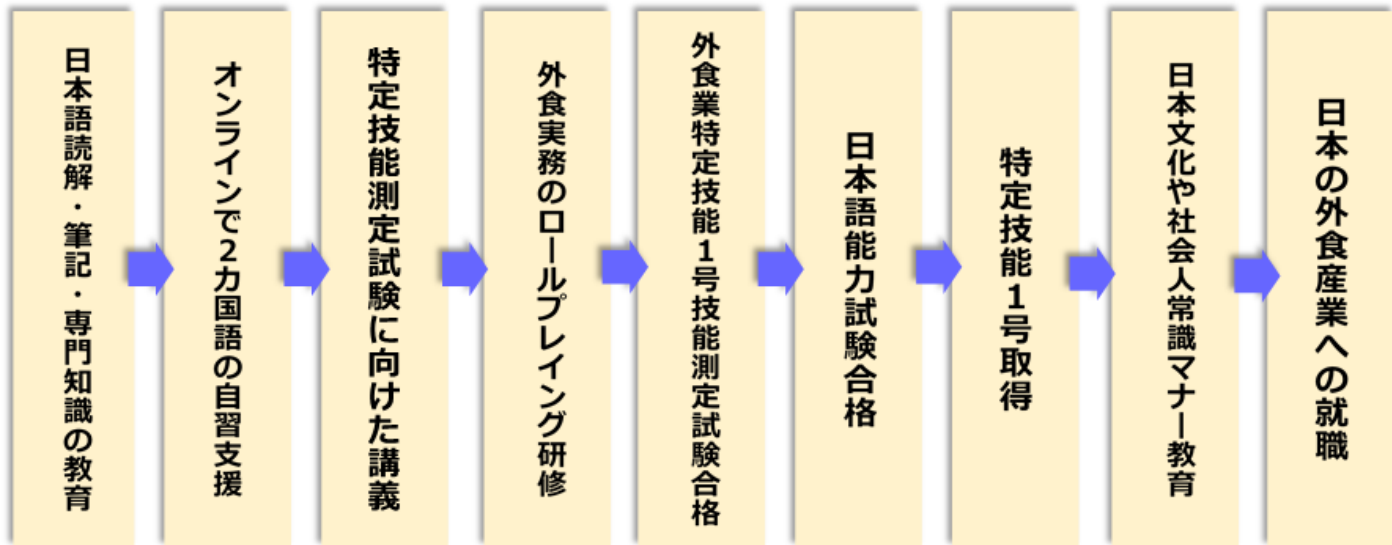 日本語読解・筆記・専門知識の教育
オンラインで2カ国語の自習支援
特定技能測定試験に向けた講義
外食実務のロールプレイング研修
外食業特定技能1号技能測定試験合格
日本語能力試験合格
特定技能1号取得
日本文化や社会人常識マナー教育
日本の外食産業への就職